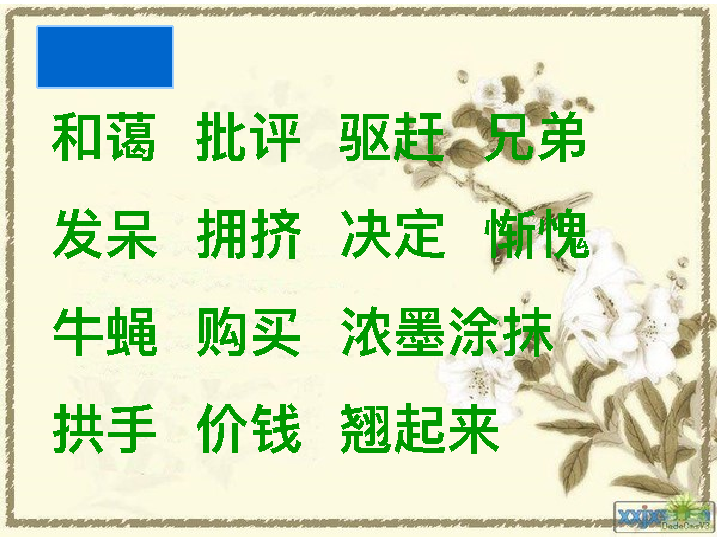 和蔼 批评 驱赶 兄弟
发呆 拥挤 决定 惭愧
牛蝇 购买 浓墨涂抹
拱手 价钱 翘起来
DedeCmsV3